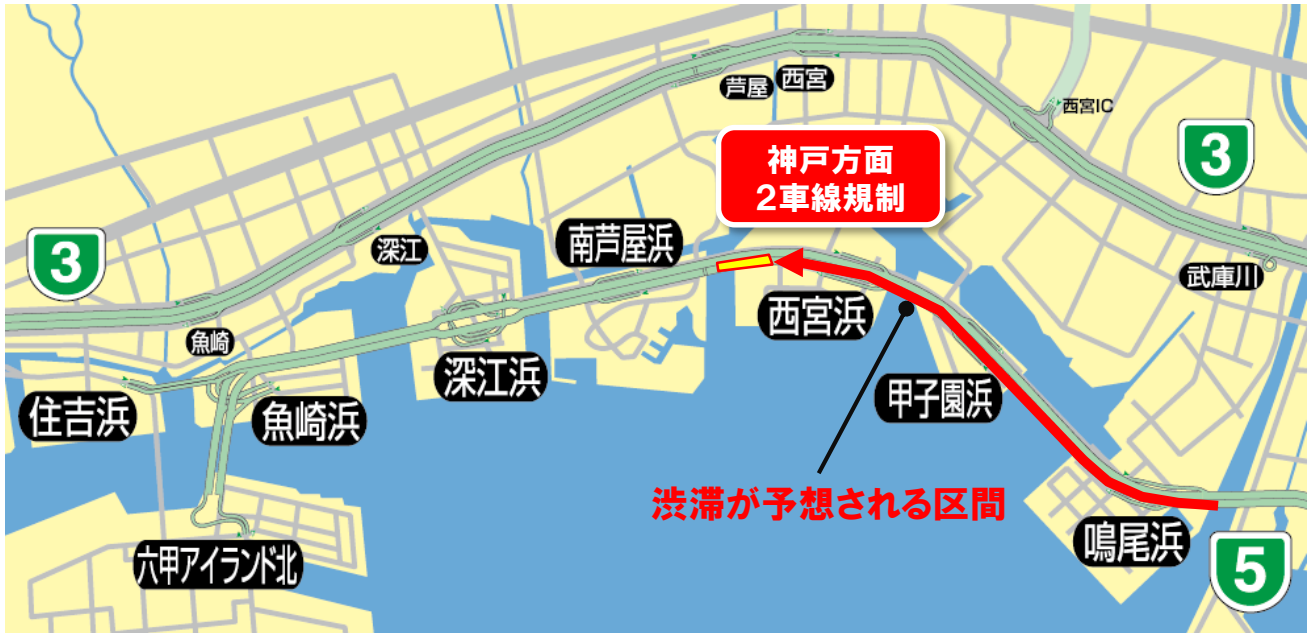 芦屋
西宮
西宮IC
神戸方面
2車線規制
3
3
深江
南芦屋浜
武庫川
西宮浜
魚崎
深江浜
甲子園浜
住吉浜
魚崎浜
渋滞が予想される区間
鳴尾浜
六甲アイランド北
5